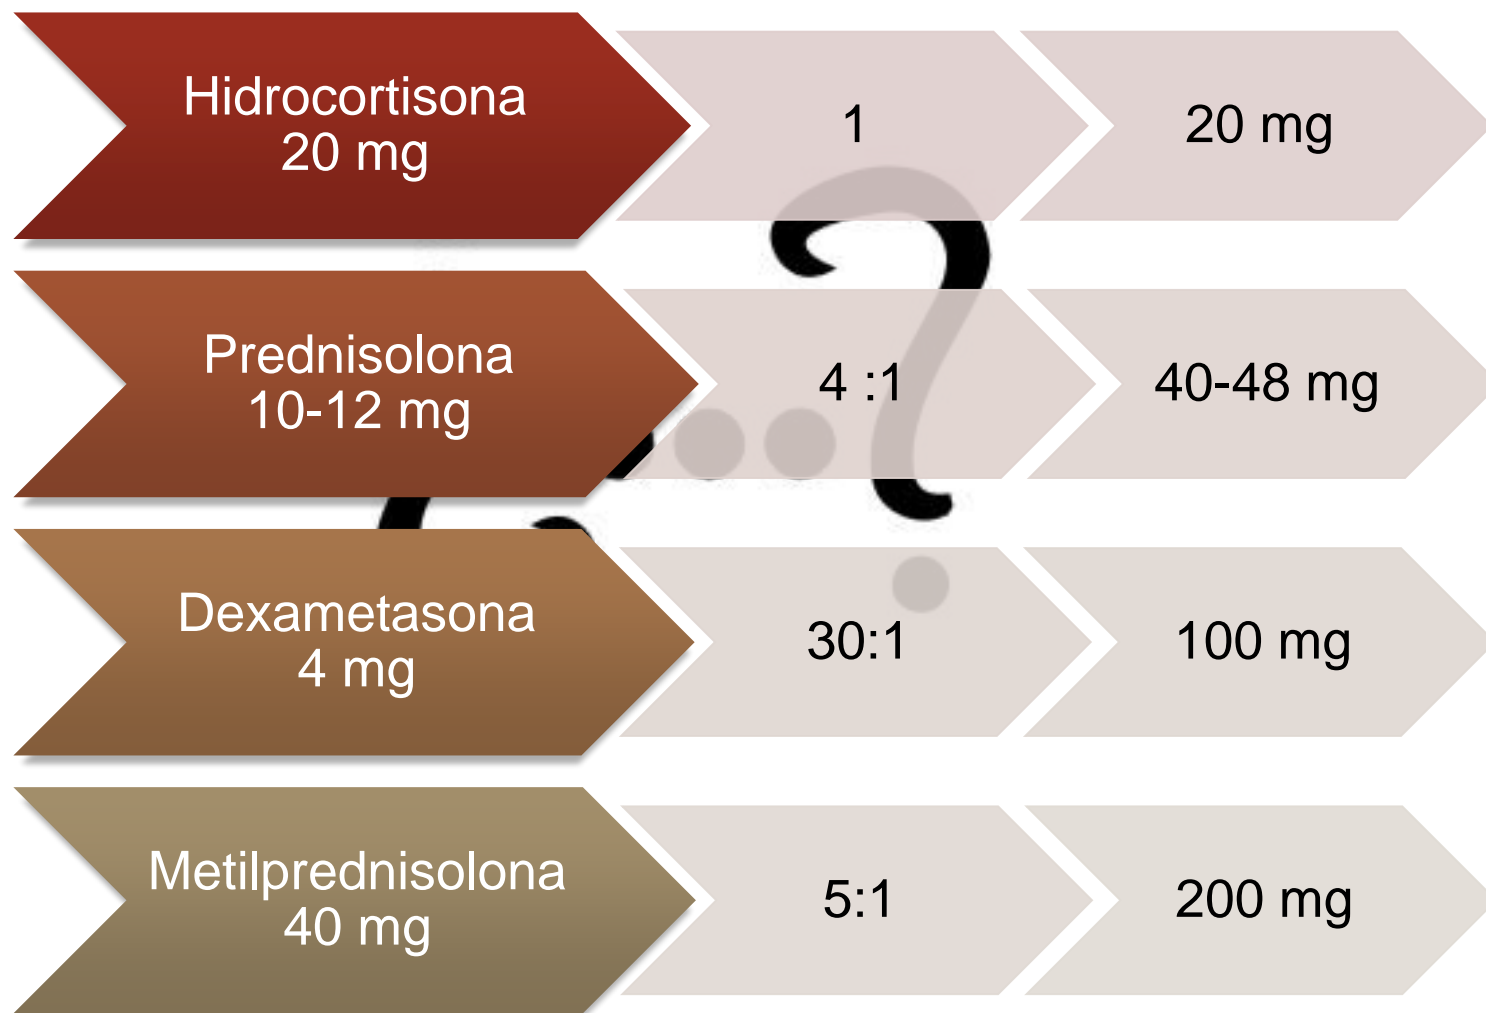 Hidrocortisona
20 mg
1
20 mg
Prednisolona
10-12 mg
4 :1
40-48 mg
Dexametasona
4 mg
30:1
100 mg
Metilprednisolona
40 mg
5:1
200 mg